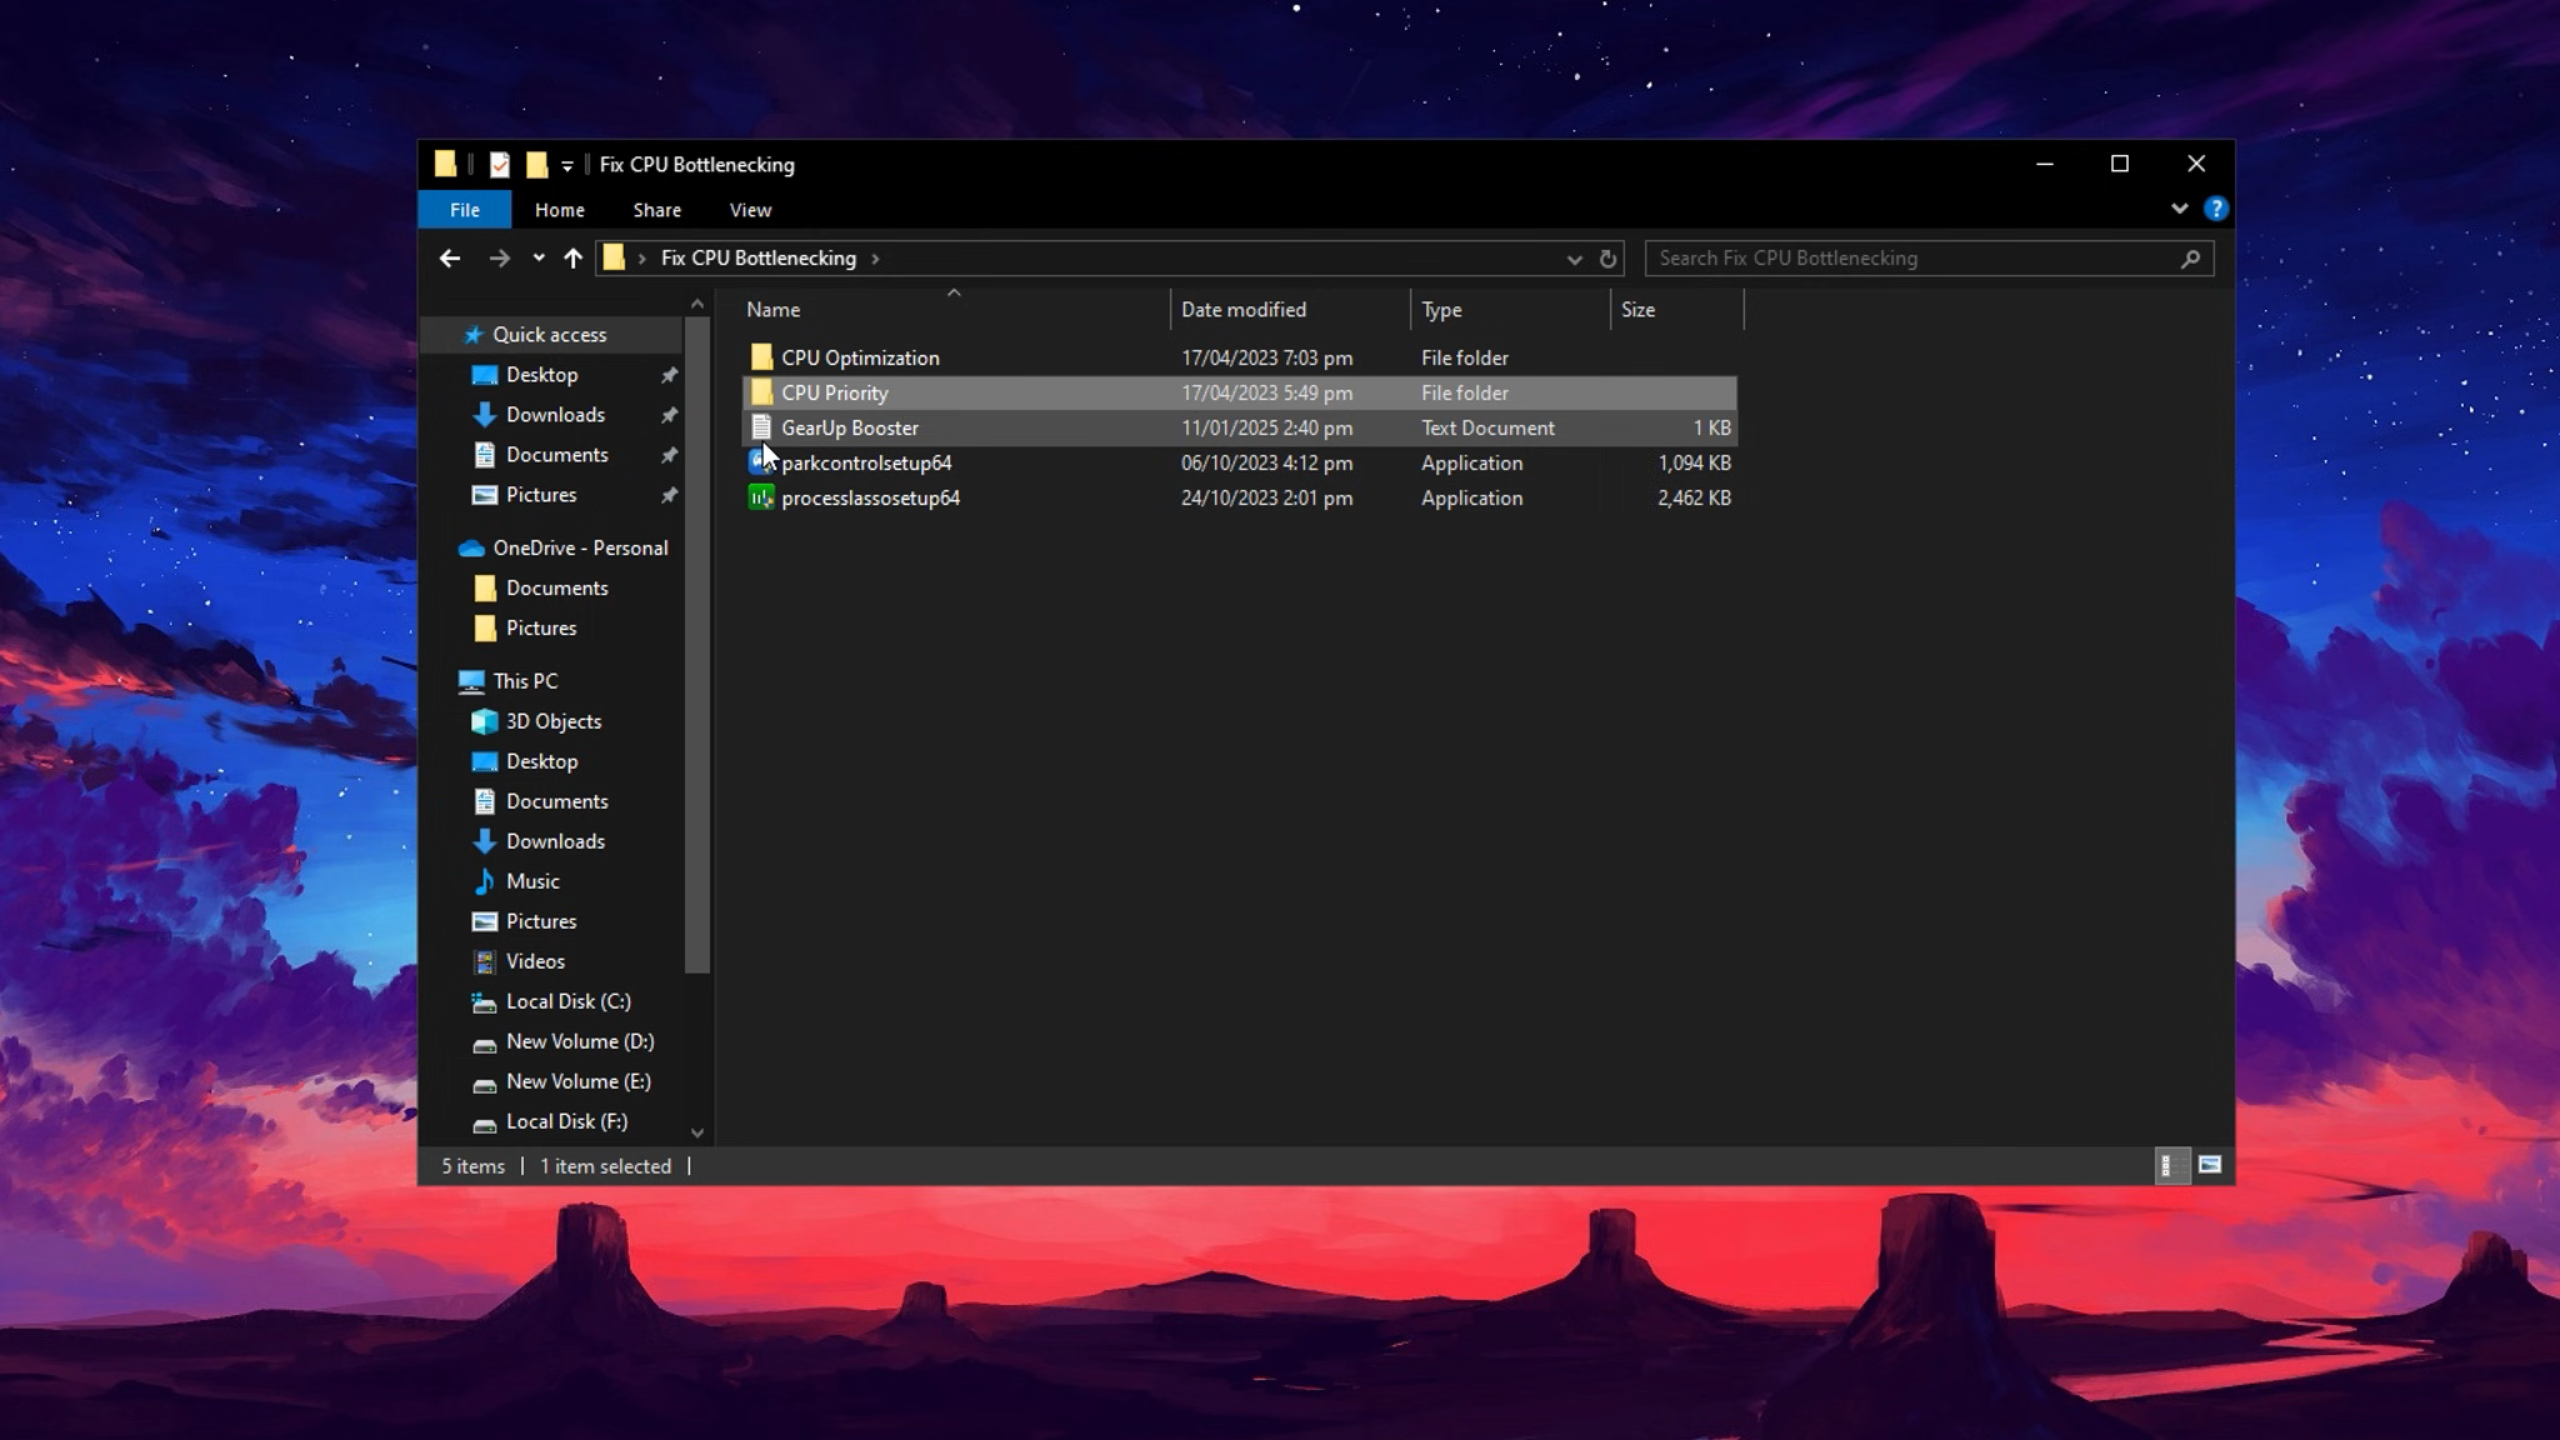 Fix CPU Bottlenecking
File Home Share View ?
Fix CPU Bottlenecking Search Fix CPU Bottlenecking
Name Date modified Type Size
Quick access
Desktop
Downloads
Documents
Pictures
OneDrive - Personal
Documents
Pictures
This PC
3D Objects
Desktop
Documents
Downloads
Music
Pictures
Videos
Local Disk (C:)
New Volume (D:)
New Volume (E:)
Local Disk (F:)
CPU Optimization 17/04/2023 7:03 pm File folder
CPU Priority 17/04/2023 5:49 pm File folder
GearUp Booster 11/01/2025 2:40 pm Text Document 1 KB
parkcontrolsetup64 06/10/2023 4:12 pm Application 1,094 KB
processlassosetup64 24/10/2023 2:01 pm Application 2,462 KB
5 items | 1 item selected |